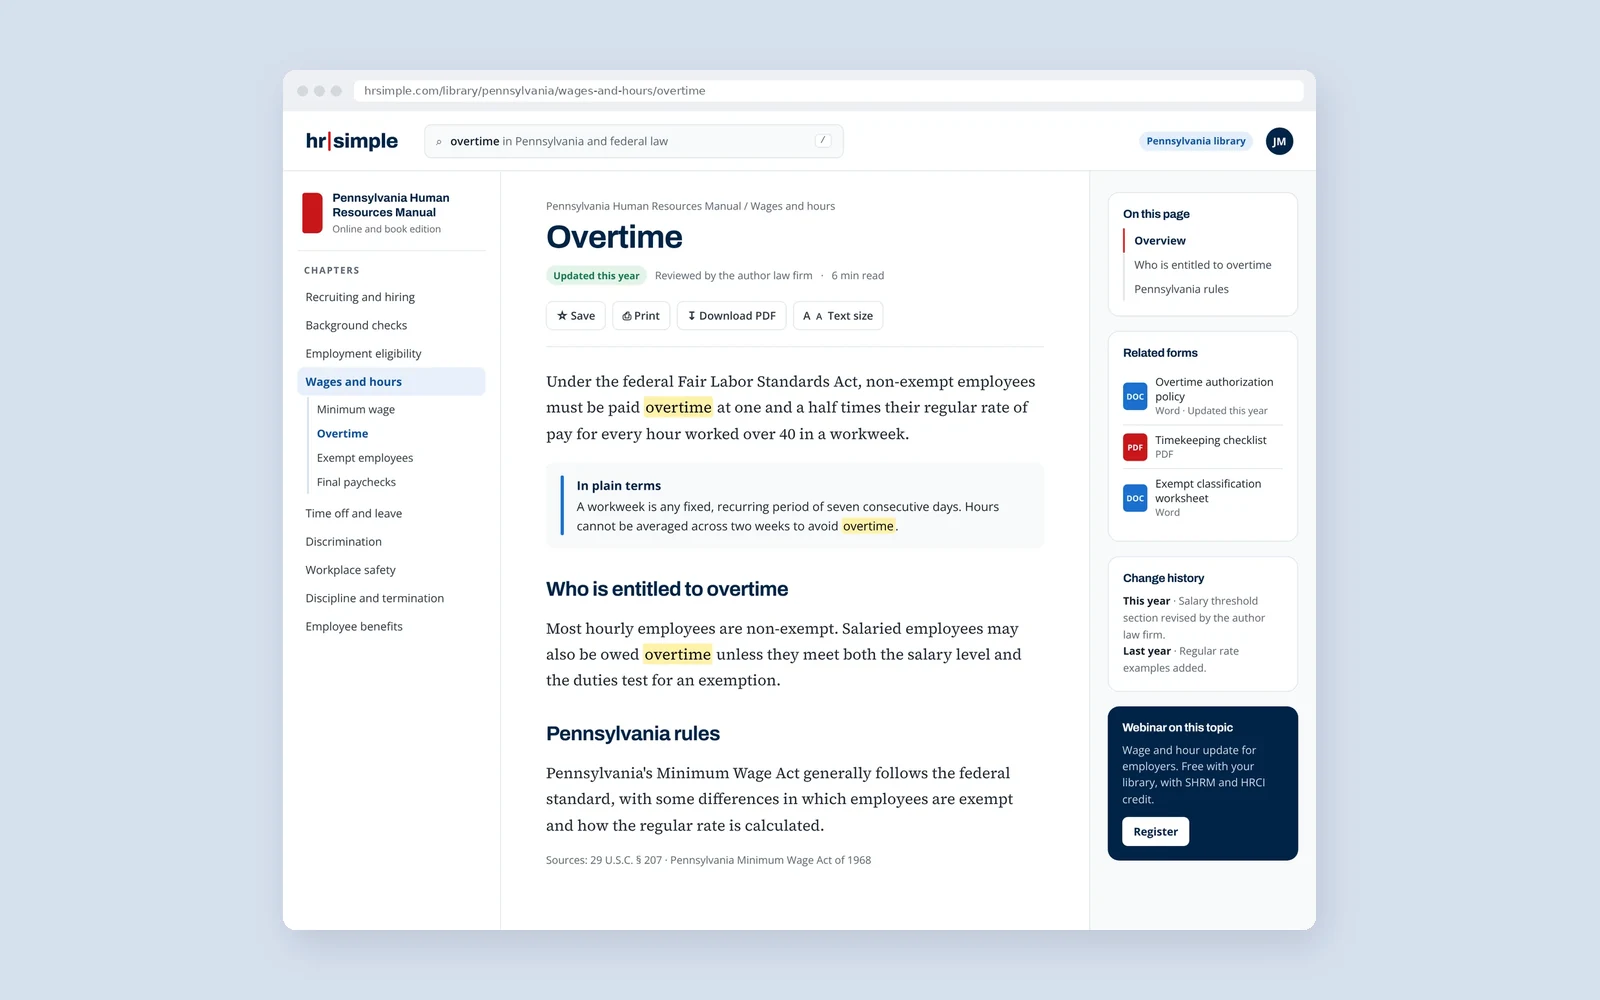 hrsimple.com/library/pennsylvania/wages-and-hours/overtime
hr|simple
overtime in Pennsylvania and federal law
/
Pennsylvania library
JM
Pennsylvania Human
Resources Manual
Online and book edition
CHAPTERS
Recruiting and hiring
Background checks
Employment eligibility
Wages and hours
Minimum wage
Overtime
Exempt employees
Final paychecks
Time off and leave
Discrimination
Workplace safety
Discipline and termination
Employee benefits
Pennsylvania Human Resources Manual / Wages and hours
Overtime
Updated this year
Reviewed by the author law firm · 6 min read
Save
Print
Download PDF
A A Text size
Under the federal Fair Labor Standards Act, non-exempt employees
must be paid overtime at one and a half times their regular rate of
pay for every hour worked over 40 in a workweek.
In plain terms
A workweek is any fixed, recurring period of seven consecutive days. Hours
cannot be averaged across two weeks to avoid overtime.
Who is entitled to overtime
Most hourly employees are non-exempt. Salaried employees may
also be owed overtime unless they meet both the salary level and
the duties test for an exemption.
Pennsylvania rules
Pennsylvania's Minimum Wage Act generally follows the federal
standard, with some differences in which employees are exempt
and how the regular rate is calculated.
Sources: 29 U.S.C. § 207 · Pennsylvania Minimum Wage Act of 1968
On this page
Overview
Who is entitled to overtime
Pennsylvania rules
Related forms
DOC
Overtime authorization
policy
Word · Updated this year
PDF
Timekeeping checklist
PDF
DOC
Exempt classification
worksheet
Word
Change history
This year · Salary threshold
section revised by the author
law firm.
Last year · Regular rate
examples added.
Webinar on this topic
Wage and hour update for
employers. Free with your
library, with SHRM and HRCI
credit.
Register